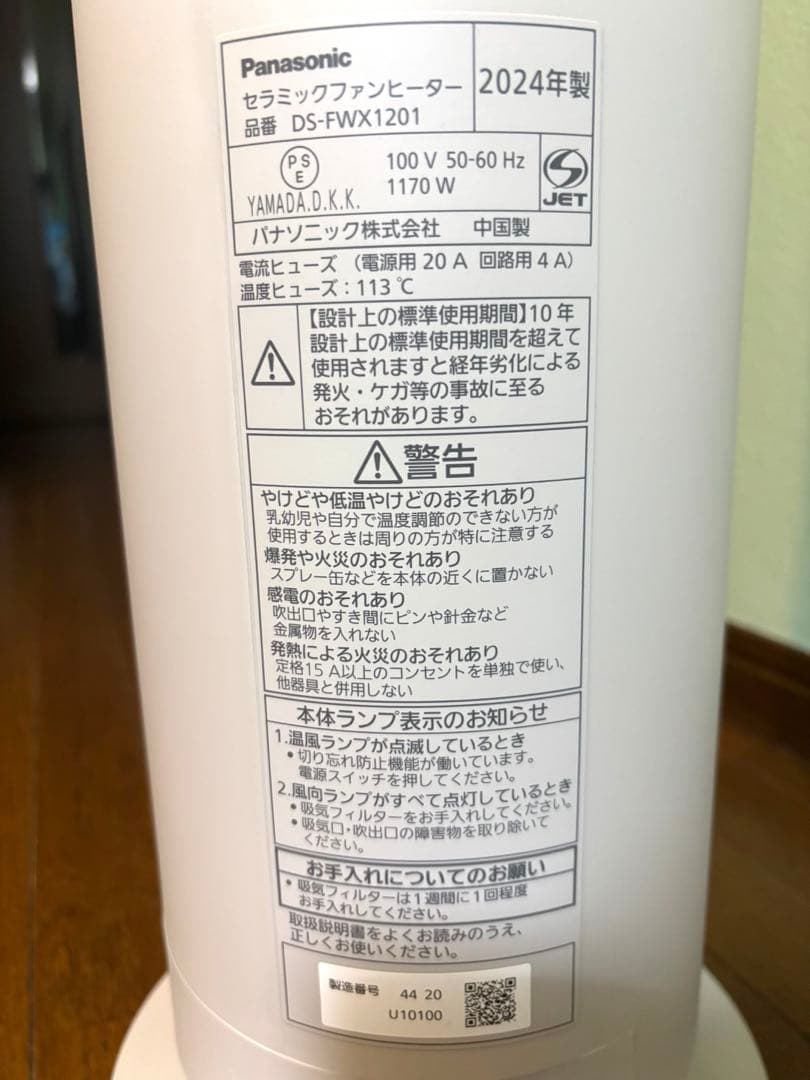 Panasonic
セラミックファンヒーター
品番 DS-FWX1201
2024年製
PS
E
YAMADA.D.K.K.
100 V 50-60 Hz
1170 W
JET
パナソニック株式会社 中国製
電流ヒューズ (電源用 20 A 回路用 4 A)
温度ヒューズ:113 ℃
【設計上の標準使用期間】10 年
設計上の標準使用期間を超えて
使用されますと経年劣化による
発火・ケガ等の事故に至る
おそれがあります。
警告
やけどや低温やけどのおそれあり
乳幼児や自分で温度調節のできない方が
使用するときは周りの方が特に注意する
爆発や火災のおそれあり
スプレー缶などを本体の近くに置かない
感電のおそれあり
吹出口やすき間にピンや針金など
金属物を入れない
発熱による火災のおそれあり
定格15 A以上のコンセントを単独で使い、
他器具と併用しない
本体ランプ表示のお知らせ
1.温風ランプが点滅しているとき
•切り忘れ防止機能が働いています。
電源スイッチを押してください。
2.風向ランプがすべて点灯しているとき
•吸気フィルターをお手入れしてください。
•吸気口・吹出口の障害物を取り除いて
ください。
お手入れについてのお願い
•吸気フィルターは1週間に1回程度
お手入れしてください。
取扱説明書をよくお読みのうえ、
正しくお使いください。
製造番号 44 20
U10100